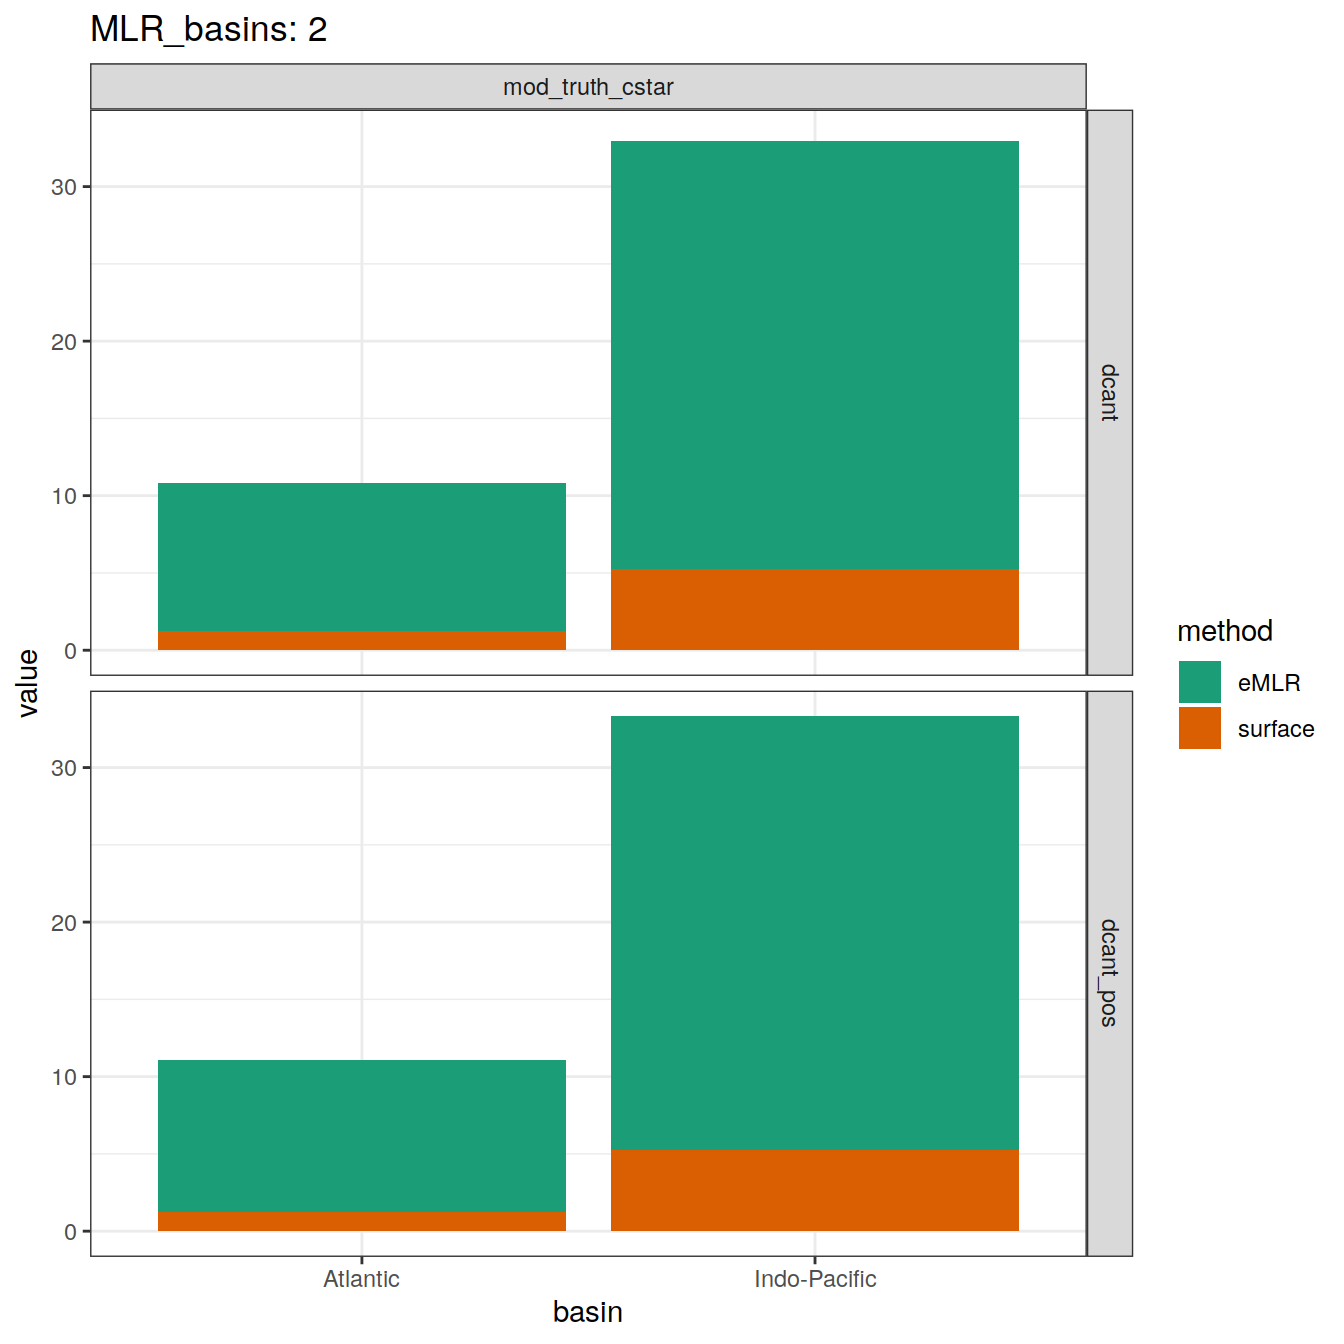 MLR_basins: 2
mod_truth_cstar
30
20
10
0
dcant
30
20
10
0
dcant_pos
value
Atlantic
Indo-Pacific
basin
method
eMLR
surface